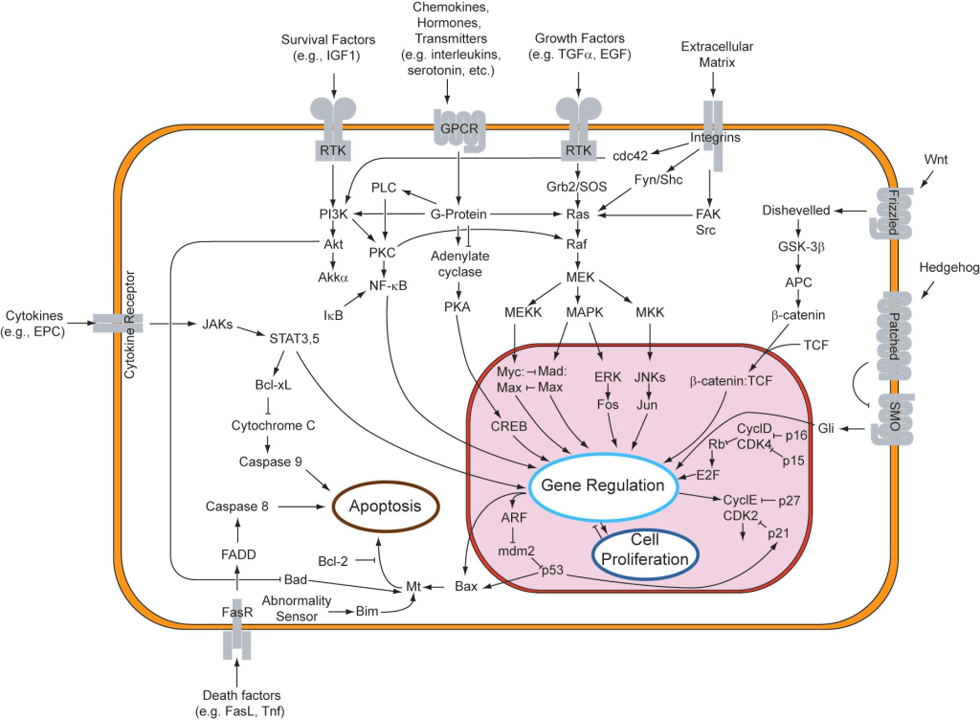 Chemokines,
Hormones,
Transmitters
(e.g. interleukins,
serotonin, etc.)
Survival Factors
(e.g., IGF1)
Growth Factors
(e.g. TGFα, EGF)
Extracellular
Matrix
RTK
GPCR
RTK
Integrins
cdc42
Wnt
PLC
Grb2/SOS
Fyn/Shc
Frizzled
PI3K
G-Protein
Ras
FAK
Src
Dishevelled
Akt
PKC
Raf
Adenylate
cyclase
GSK-3β
Akkα
NF-κB
MEK
APC
Hedgehog
IκB
PKA
MEKK
MAPK
MKK
β-catenin
Patched
Cytokines
(e.g., EPC)
Cytokine Receptor
JAKs
STAT3,5
TCF
Myc:
Max
Mad:
Max
ERK
JNKs
β-catenin:TCF
Bcl-xL
Fos
Jun
SMO
Cytochrome C
CREB
Gli
CyclD
CDK4
p16
Rb
p15
Caspase 9
E2F
Gene Regulation
Caspase 8
Apoptosis
CyclE
CDK2
p27
ARF
p21
FADD
mdm2
Cell
Proliferation
Bcl-2
p53
Bad
Mt
Bax
Abnormality
Sensor
Bim
FasR
Death factors
(e.g. FasL, Tnf)